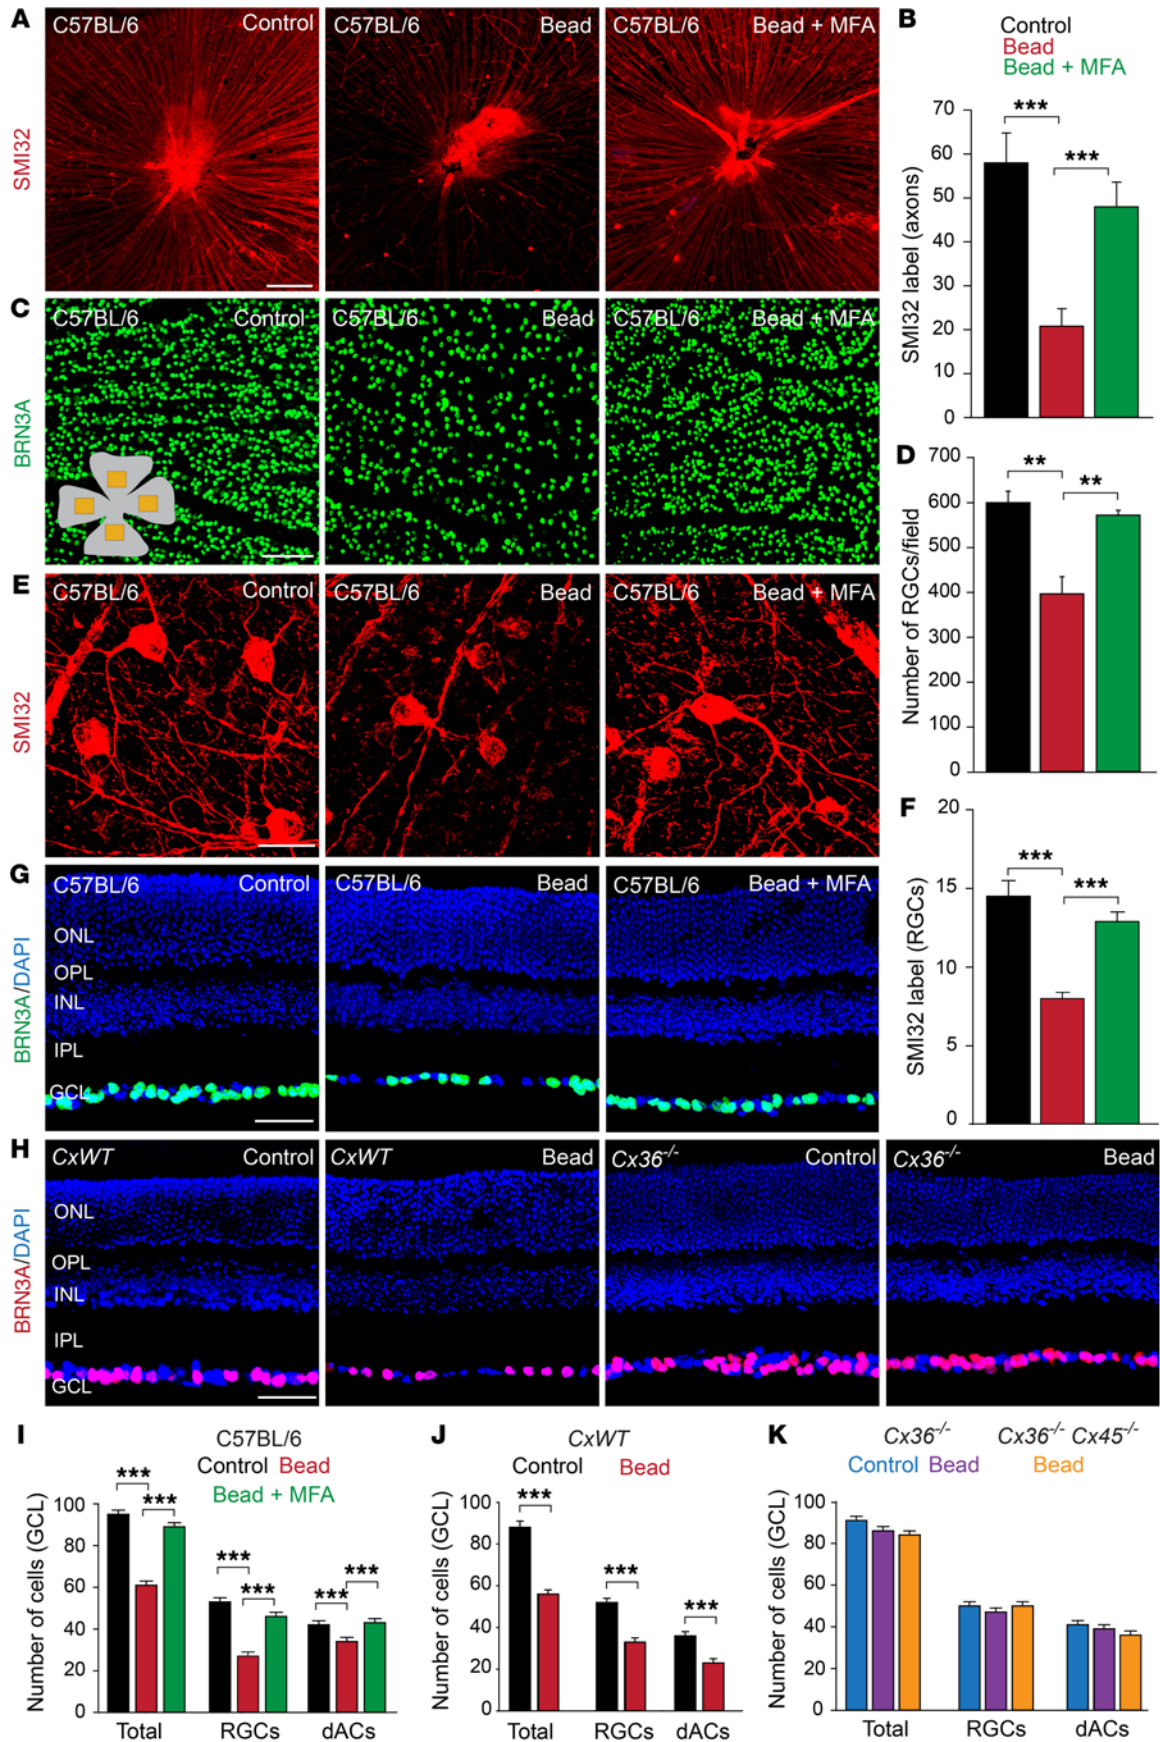 A
C57BL/6 Control
C57BL/6 Bead
C57BL/6 Bead + MFA
SMI32
B
Control
Bead
Bead + MFA
SMI32 label (axons)
70
60
50
40
30
20
10
0
***
***
C
C57BL/6 Control
C57BL/6 Bead
C57BL/6 Bead + MFA
BRN3A
D
Number of RGCs/field
700
600
500
400
300
200
100
0
**
**
E
C57BL/6 Control
C57BL/6 Bead
C57BL/6 Bead + MFA
SMI32
F
SMI32 label (RGCs)
20
15
10
5
0
***
***
G
C57BL/6 Control
C57BL/6 Bead
C57BL/6 Bead + MFA
BRN3A/DAPI
ONL
OPL
INL
IPL
GCL
H
CxWT Control
CxWT Bead
Cx36-/- Control
Cx36-/- Bead
BRN3A/DAPI
ONL
OPL
INL
IPL
GCL
I
C57BL/6
Control Bead
Bead + MFA
Number of cells (GCL)
100
80
60
40
20
0
***
***
***
***
***
***
Total RGCs dACs
J
CxWT
Control Bead
Number of cells (GCL)
100
80
60
40
20
0
***
***
***
Total RGCs dACs
K
Cx36-/- Cx36-/- Cx45-/-
Control Bead Bead
Number of cells (GCL)
100
80
60
40
20
0
Total RGCs dACs